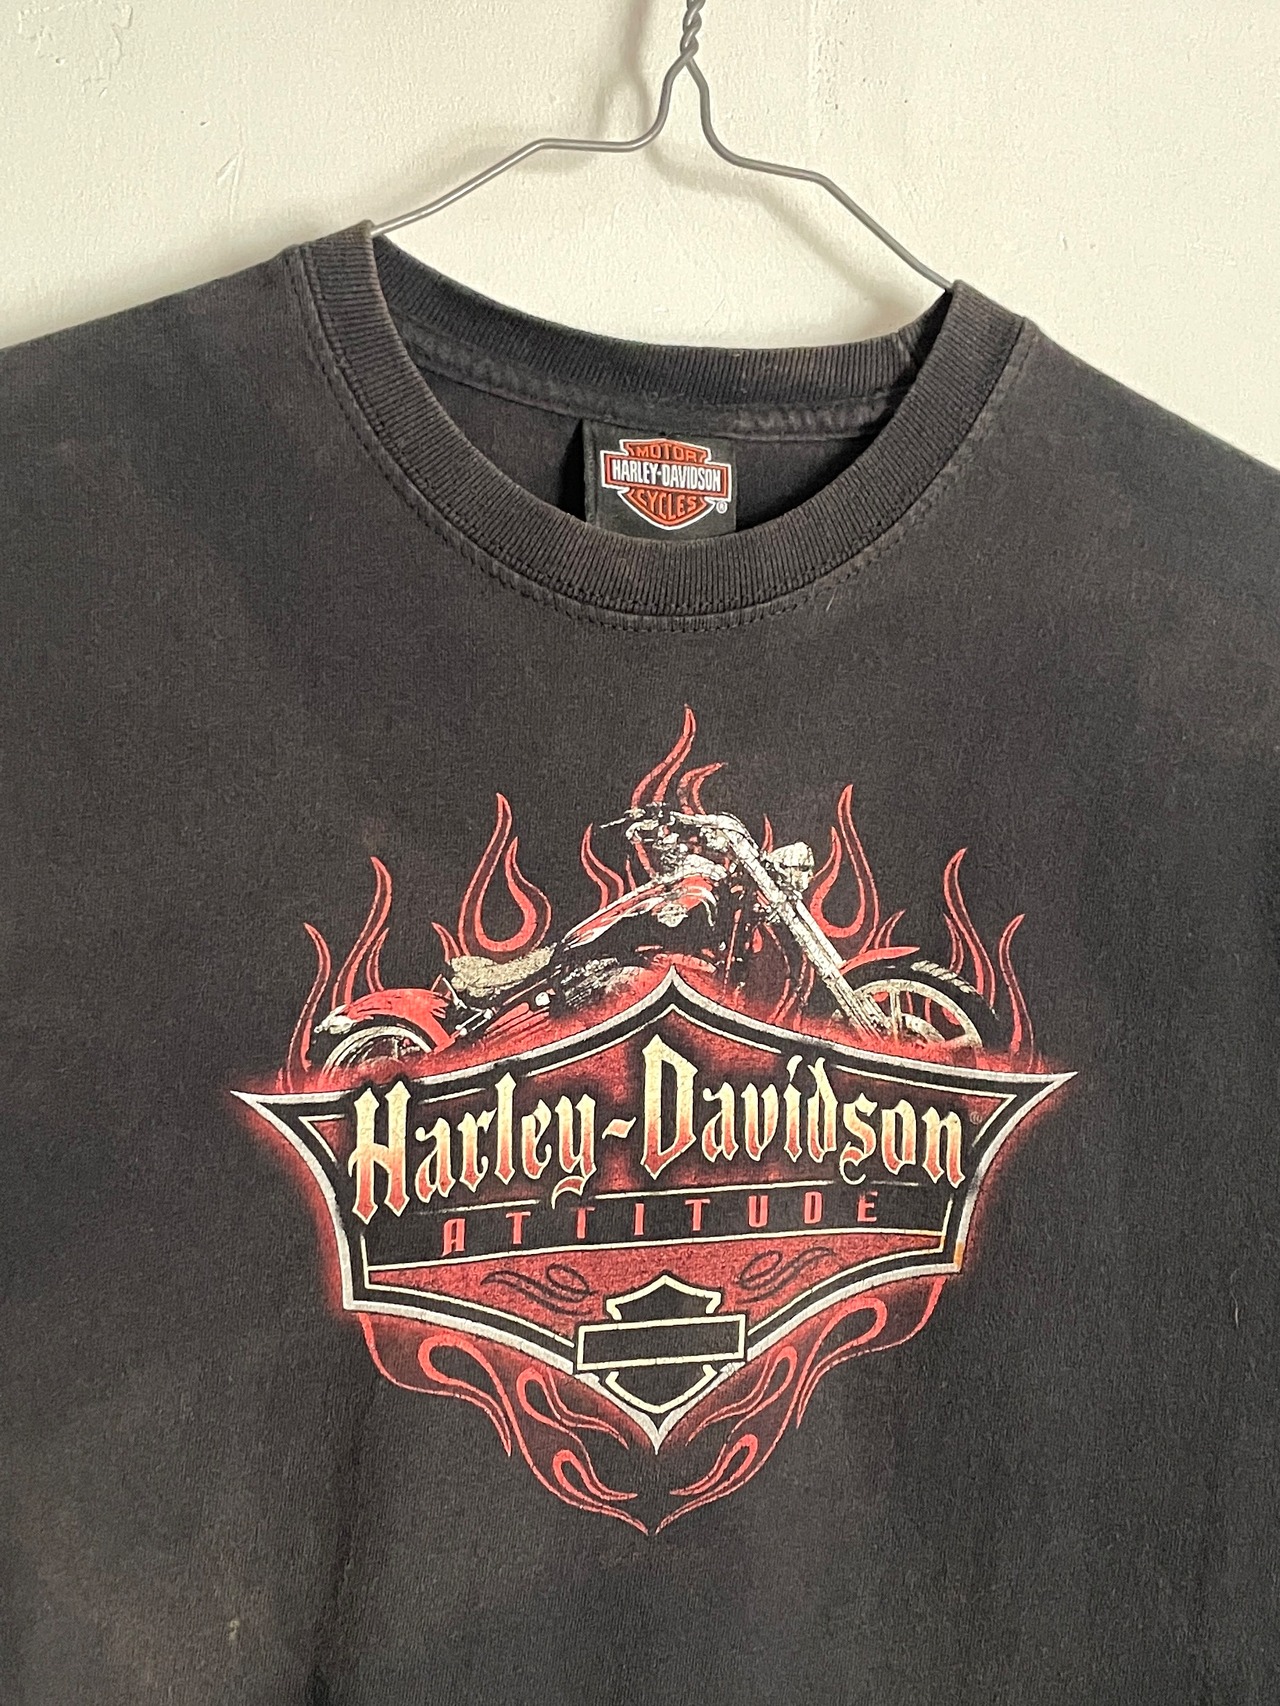 MOTOR
HARLEY-DAVIDSON
CYCLES
®
Harley-Davidson®
ATTITUDE